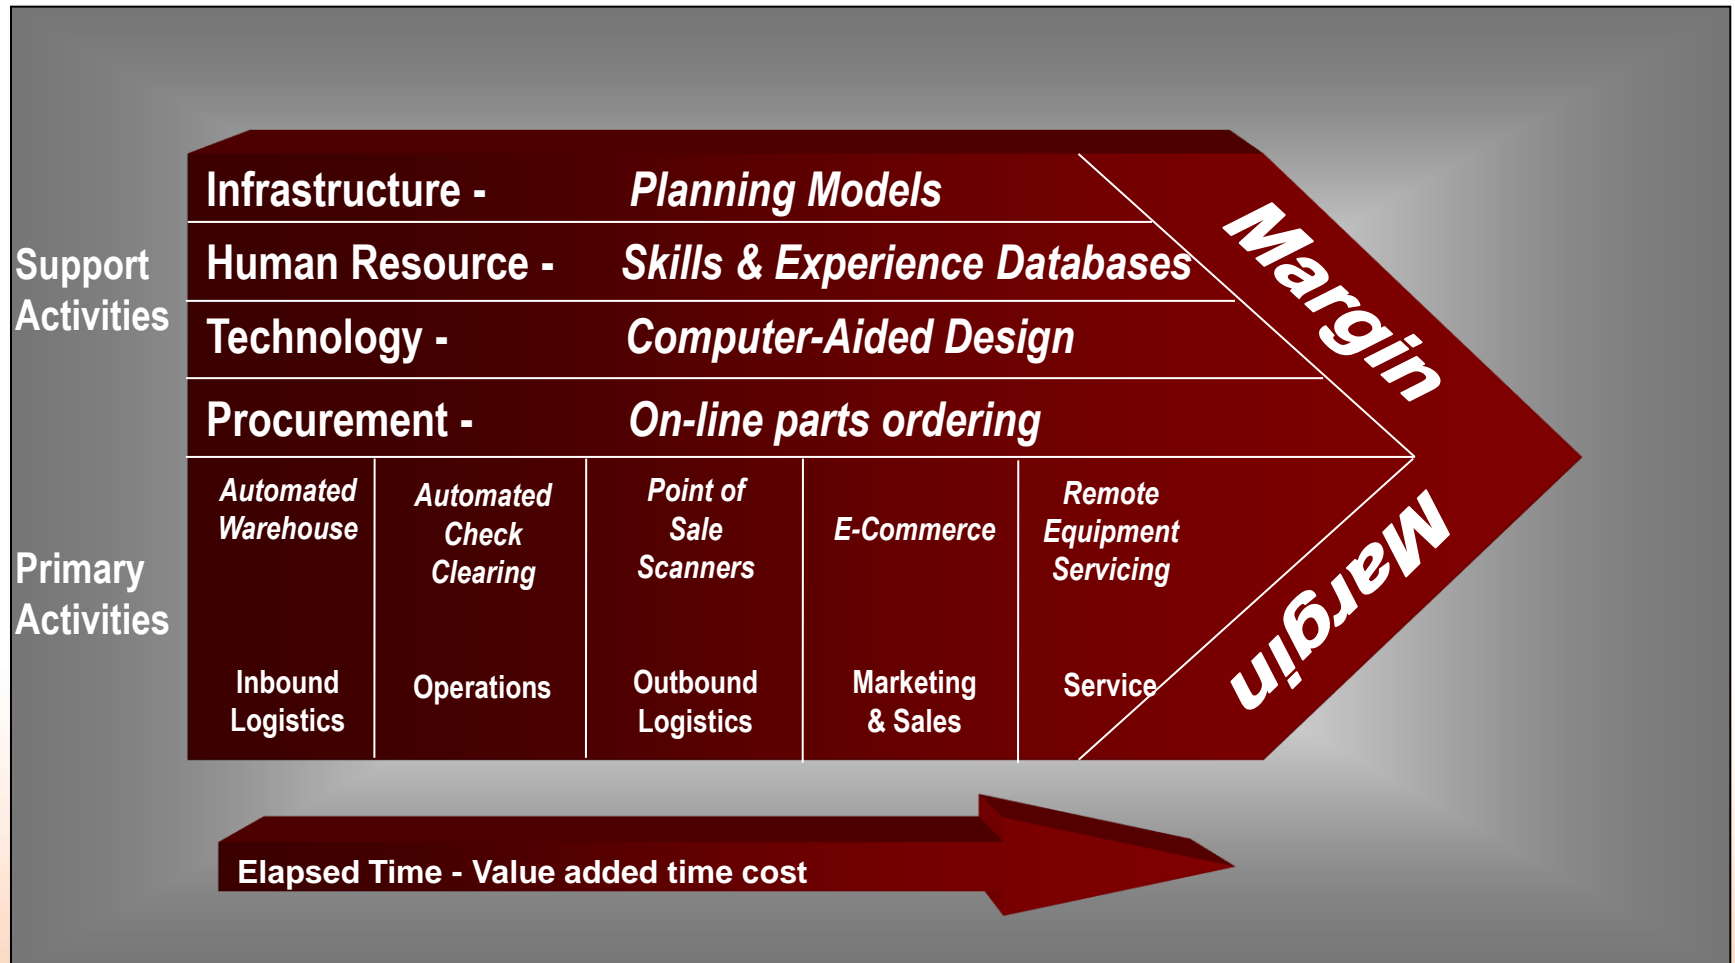 Infrastructure - Planning Models
Human Resource - Skills & Experience Databases
Technology - Computer-Aided Design
Procurement - On-line parts ordering
Support
Activities
Margin
Primary
Activities
Automated
Warehouse
Automated
Check
Clearing
Point of
Sale
Scanners
E-Commerce
Remote
Equipment
Servicing
Inbound
Logistics
Operations
Outbound
Logistics
Marketing
& Sales
Service
Margin
Elapsed Time - Value added time cost